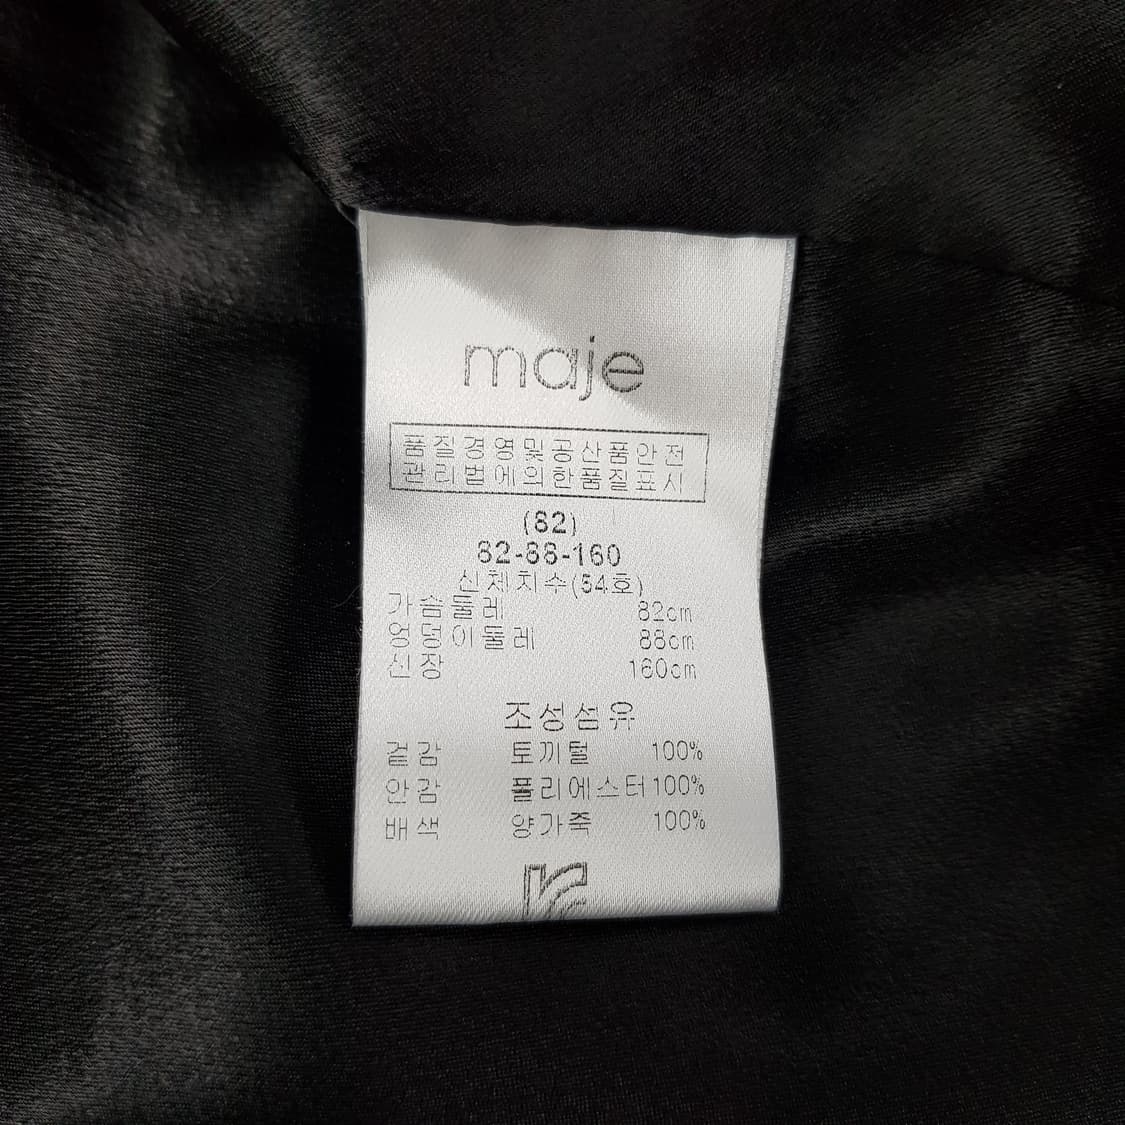 maje
품질경영및공산품안전
관리법에의한품질표시
(82)
82-88-160
신체치수(54호)
가슴둘레 82cm
엉덩이둘레 88cm
신장 160cm
조성섬유
겉감 토끼털 100%
안감 폴리에스터 100%
배색 양가죽 100%